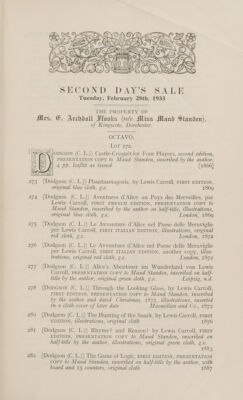 SECOND DAY'S SALE
Tuesday, February 28th, 1933
THE PROPERTY OF
Mrs. E. Archdall Ffooks (née Miss Maud Standen),
of Kingscote, Dorchester.
OCTAVO.
LOT 272.
DODGSON (C. L.)] Castle-Croquêt for Four Players, second edition,
PRESENTATION COPY to Maud Standen, inscribed by the author,
4 pp. leaflet as issued [1866]
273 [Dodgson (C. L.)] Phantasmagoria, by Lewis Carroll, FIRST EDITION,
original blue cloth, g.e. 1869
274 [Dodgson (C. L.)] Aventures d'Alice au Pays des Merveilles, par
Lewis Carroll, FIRST FRENCH EDITION, PRESENTATION COPY to
Maud Standen, inscribed by the author on half-title, illustrations,
original blue cloth, g.e. London, 1869
275 [Dodgson (C. L.)] Le Avventure d'Alice nel Paese delle Meraviglie
per Lewis Carroll, FIRST ITALIAN EDITION, illustrations, original
red cloth, g.e. London, 1872
276 [Dodgson (C. L.)] Le Avventure d'Alice nel Paese delle Meraviglie
per Lewis Carroll, FIRST ITALIAN EDITION, another copy, illus-
trations, original red cloth, g.e. London, 1872
277 [Dodgson (C. L.)] Alice's Abenteuer im Wunderland von Lewis
Carroll, PRESENTATION COPY to Maud Standen, inscribed on half-
title by the author, original green cloth, g.e. Leipzig, n.d.
278 [Dodgson (C. L.)] Through the Looking Glass, by Lewis Carroll,
FIRST EDITION, PRESENTATION COPY to Maud Standen, inscribed by
the author and dated Christmas, 1871, illustrations, inserted
in a cloth cover of later date Macmillan and Co., 1872
280 [Dodgson (C. L.)] The Hunting of the Snark, by Lewis Carroll, FIRST
EDITION, illustrations, original cloth 1876
281 [Dodgson (C. L.)] Rhyme? and Reason? by Lewis Carroll, FIRST
EDITION, PRESENTATION COPY to Maud Standen, inscribed on
half-title by the author, illustrations, original green cloth, g.e.
1883
282 [Dodgson (C. L.)] The Game of Logic, FIRST EDITION, PRESENTATION
COPY to Maud Standen, inscribed on half-title by the author, with
board and 15 counters, original cloth 1887